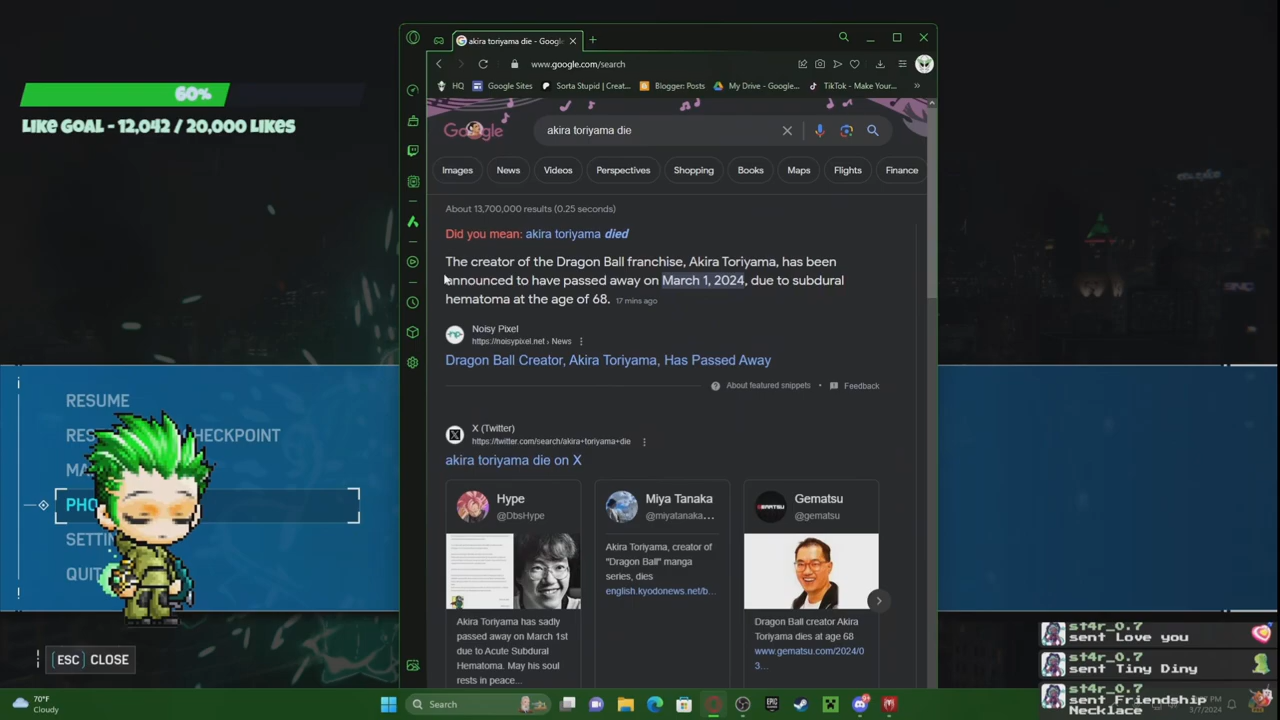 60%
Like Goal - 12,042 / 20,000 Likes
RESUME
CHECKPOINT
SETTIN
QUIT
ESC CLOSE
akira toriyama die - Googl
www.google.com/search
HQ Google Sites Sorta Stupid | Creat... Blogger: Posts My Drive - Google... TikTok - Make Your... »
Google
akira toriyama die
Images News Videos Perspectives Shopping Books Maps Flights Finance
About 13,700,000 results (0.25 seconds)
Did you mean: akira toriyama died
The creator of the Dragon Ball franchise, Akira Toriyama, has been
announced to have passed away on March 1, 2024, due to subdural
hematoma at the age of 68. 17 mins ago
Noisy Pixel
https://noisypixel.net › News
Dragon Ball Creator, Akira Toriyama, Has Passed Away
About featured snippets • Feedback
X (Twitter)
https://twitter.com/search/akira+toriyama+die
akira toriyama die on X
Hype
@DbsHype
Akira Toriyama has sadly
passed away on March 1st
due to Acute Subdural
Hematoma. May his soul
rests in peace...
Miya Tanaka
@miyatanaka...
Akira Toriyama, creator of
"Dragon Ball" manga
series, dies
english.kyodonews.net/b...
Gematsu
@gematsu
GEMATSU
Dragon Ball creator Akira
Toriyama dies at age 68
www.gematsu.com/2024/0
3...
st4r_0.7
sent Love you
st4r_0.7
sent Tiny Diny
st4r_0.7
sent Friendship
Necklace
70°F
Cloudy
Search
EPIC
PM
3/7/2024